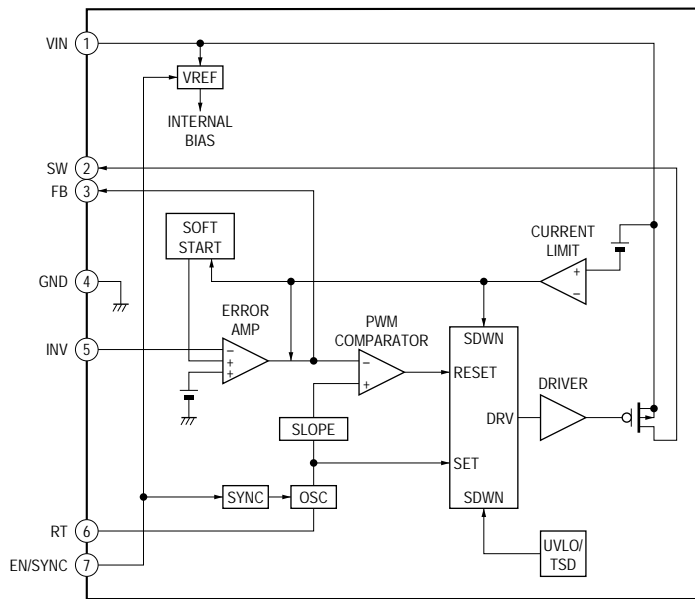 VIN 1
VREF
INTERNAL
BIAS
SW 2
FB 3
SOFT
START
CURRENT
LIMIT
+
−
GND 4
ERROR
AMP
PWM
COMPARATOR
SDWN
INV 5
−
+
+
−
+
RESET
DRIVER
SLOPE
DRV
SET
SYNC
OSC
SDWN
RT 6
UVLO/
TSD
EN/SYNC 7